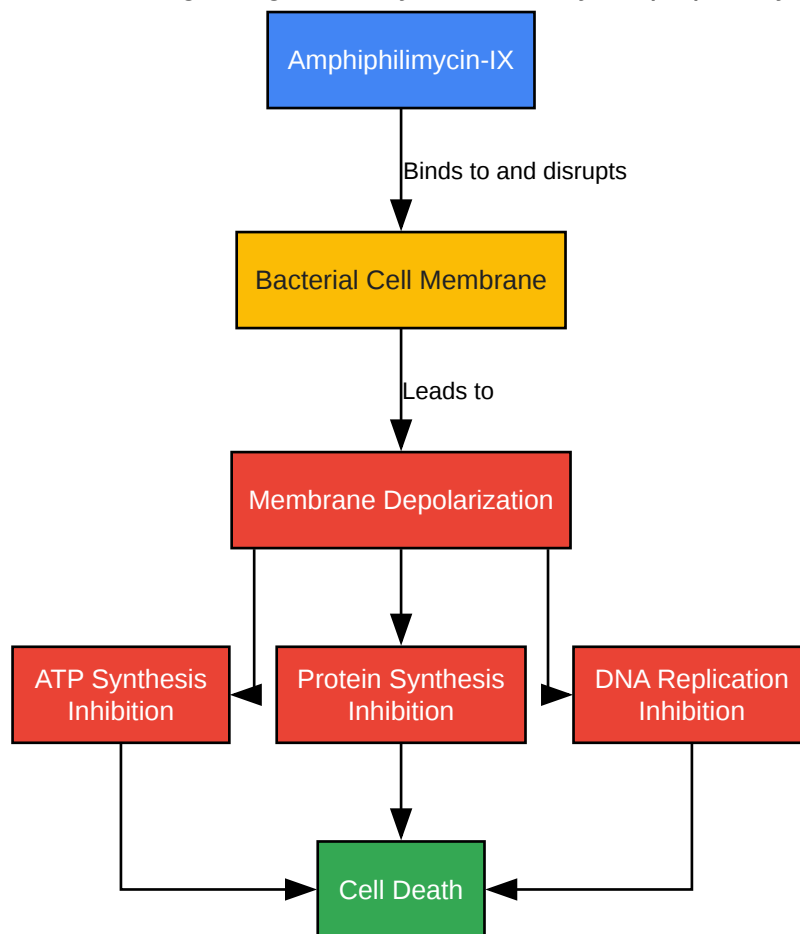 Amphiphilimycin-IX
Binds to and disrupts
Bacterial Cell Membrane
Leads to
Membrane Depolarization
ATP Synthesis
Inhibition
Protein Synthesis
Inhibition
DNA Replication
Inhibition
Cell Death